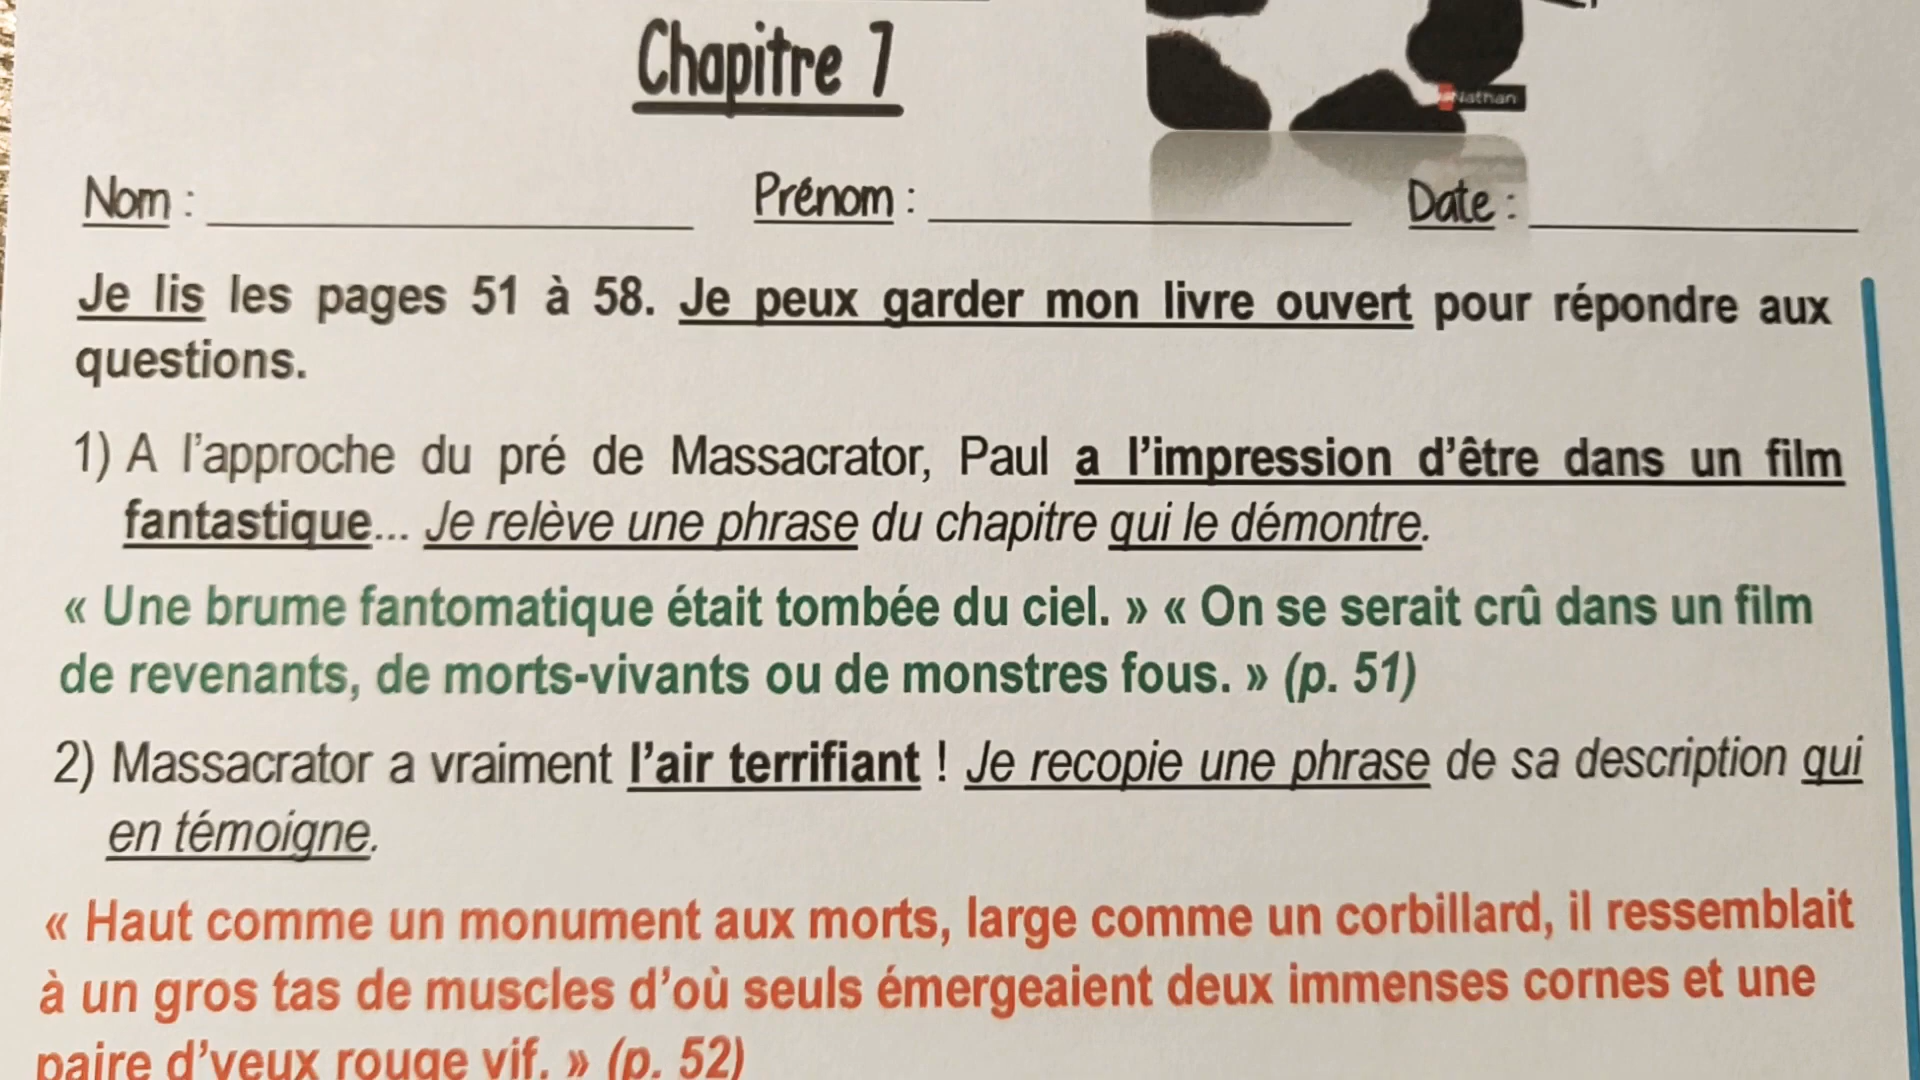 Chapitre 7
Nathan
Nom : Prénom : Date :
Je lis les pages 51 à 58. Je peux garder mon livre ouvert pour répondre aux
questions.
1) A l'approche du pré de Massacrator, Paul a l'impression d'être dans un film
fantastique... Je relève une phrase du chapitre qui le démontre.
« Une brume fantomatique était tombée du ciel. » « On se serait crû dans un film
de revenants, de morts-vivants ou de monstres fous. » (p. 51)
2) Massacrator a vraiment l'air terrifiant ! Je recopie une phrase de sa description qui
en témoigne.
« Haut comme un monument aux morts, large comme un corbillard, il ressemblait
à un gros tas de muscles d'où seuls émergeaient deux immenses cornes et une
paire d'yeux rouge vif. » (p. 52)